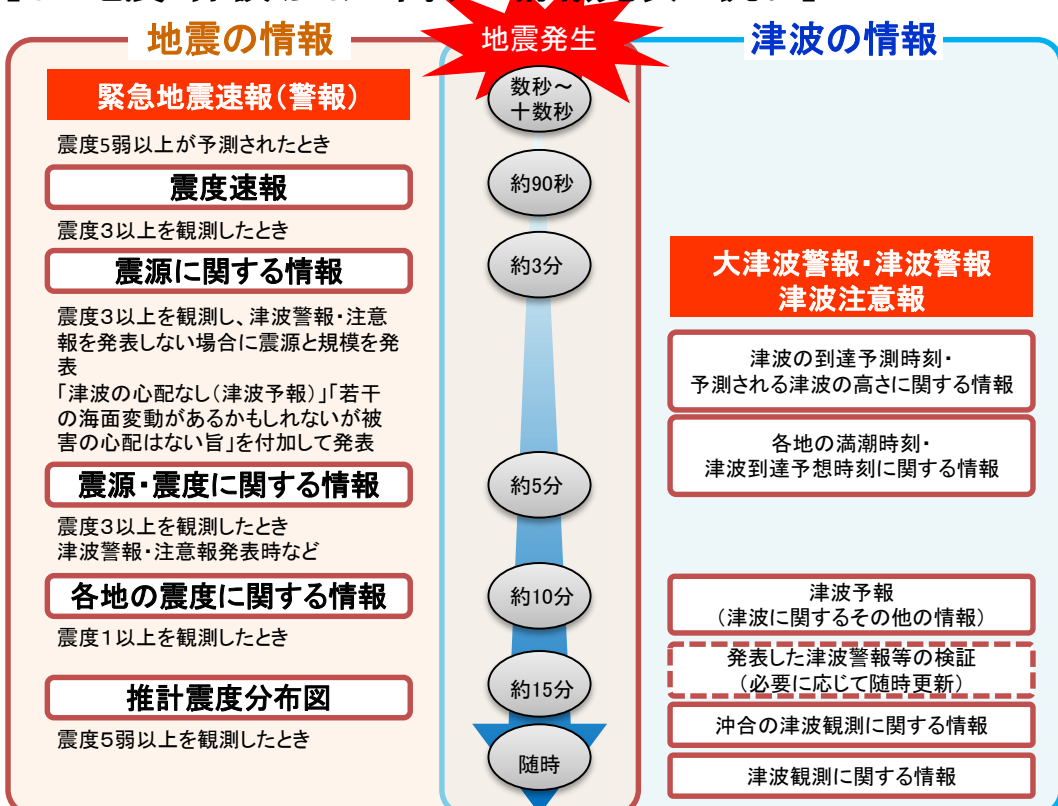 地震の情報
地震発生
津波の情報
緊急地震速報(警報)
震度5弱以上が予測されたとき
震度速報
震度3以上を観測したとき
震源に関する情報
震度3以上を観測し、津波警報・注意
報を発表しない場合に震源と規模を発
表
「津波の心配なし(津波予報)」「若干
の海面変動があるかもしれないが被
害の心配はない旨」を付加して発表
震源・震度に関する情報
震度3以上を観測したとき
津波警報・注意報発表時など
各地の震度に関する情報
震度1以上を観測したとき
推計震度分布図
震度5弱以上を観測したとき
数秒~
十数秒
約90秒
約3分
約5分
約10分
約15分
随時
大津波警報・津波警報
津波注意報
津波の到達予測時刻・
予測される津波の高さに関する情報
各地の満潮時刻・
津波到達予想時刻に関する情報
津波予報
(津波に関するその他の情報)
発表した津波警報等の検証
(必要に応じて随時更新)
沖合の津波観測に関する情報
津波観測に関する情報